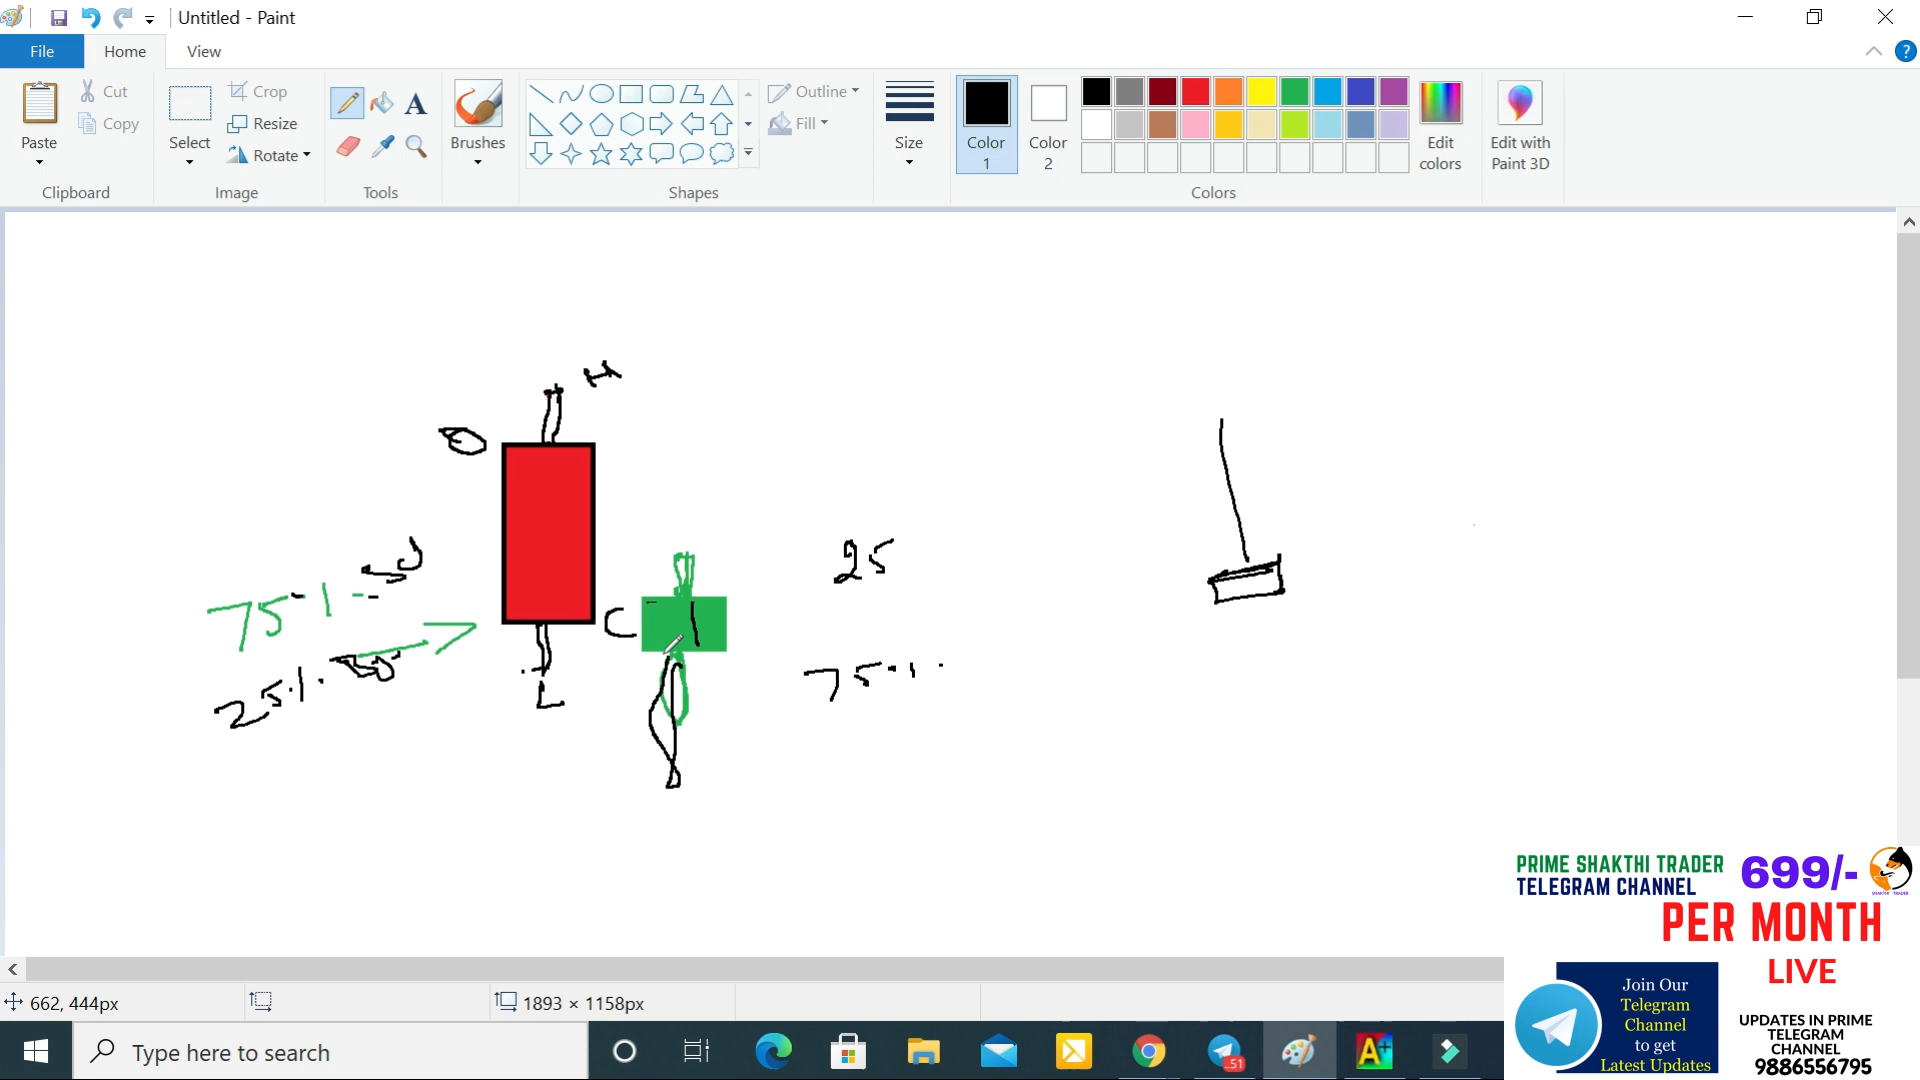 Untitled - Paint
File Home View
Paste
Cut
Copy
Clipboard
Select
Crop
Resize
Rotate
Image
Tools
Brushes
Shapes
Outline
Fill
Size
Color 1
Color 2
Colors
Edit colors
Edit with Paint 3D
H
O
25
C
L
PRIME SHAKTHI TRADER
TELEGRAM CHANNEL
699/-
PER MONTH
LIVE
Join Our
Telegram
Channel
to get
Latest Updates
UPDATES IN PRIME
TELEGRAM
CHANNEL
9886556795
662, 444px
1893 × 1158px
Type here to search
51